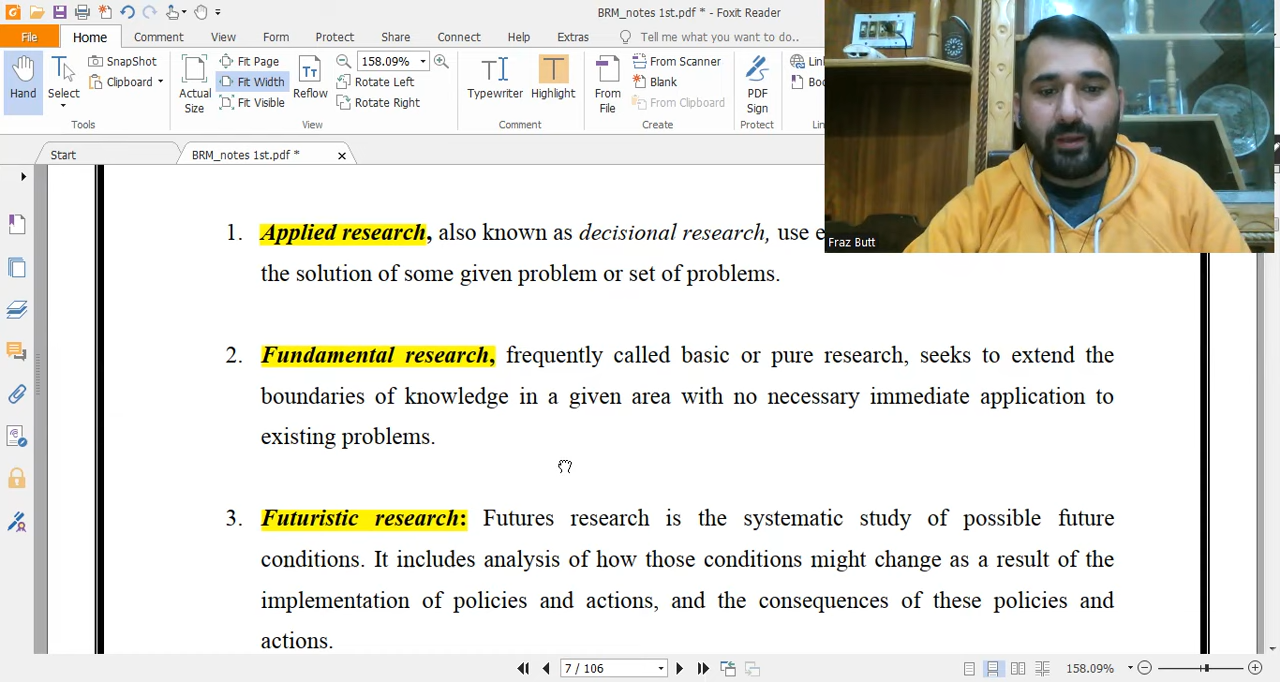 BRM_notes 1st.pdf * - Foxit Reader
File Home Comment View Form Protect Share Connect Help Extras Tell me what you want to do..
SnapShot Fit Page 158.09% From Scanner
Clipboard Fit Width Rotate Left Blank
Hand Select Actual Size Reflow Fit Visible Rotate Right Typewriter Highlight From File From Clipboard PDF Sign
Tools View Comment Create Protect
Start BRM_notes 1st.pdf *
Fraz Butt
1. Applied research, also known as decisional research, use
the solution of some given problem or set of problems.
2. Fundamental research, frequently called basic or pure research, seeks to extend the
boundaries of knowledge in a given area with no necessary immediate application to
existing problems.
3. Futuristic research: Futures research is the systematic study of possible future
conditions. It includes analysis of how those conditions might change as a result of the
implementation of policies and actions, and the consequences of these policies and
actions.
7 / 106 158.09%